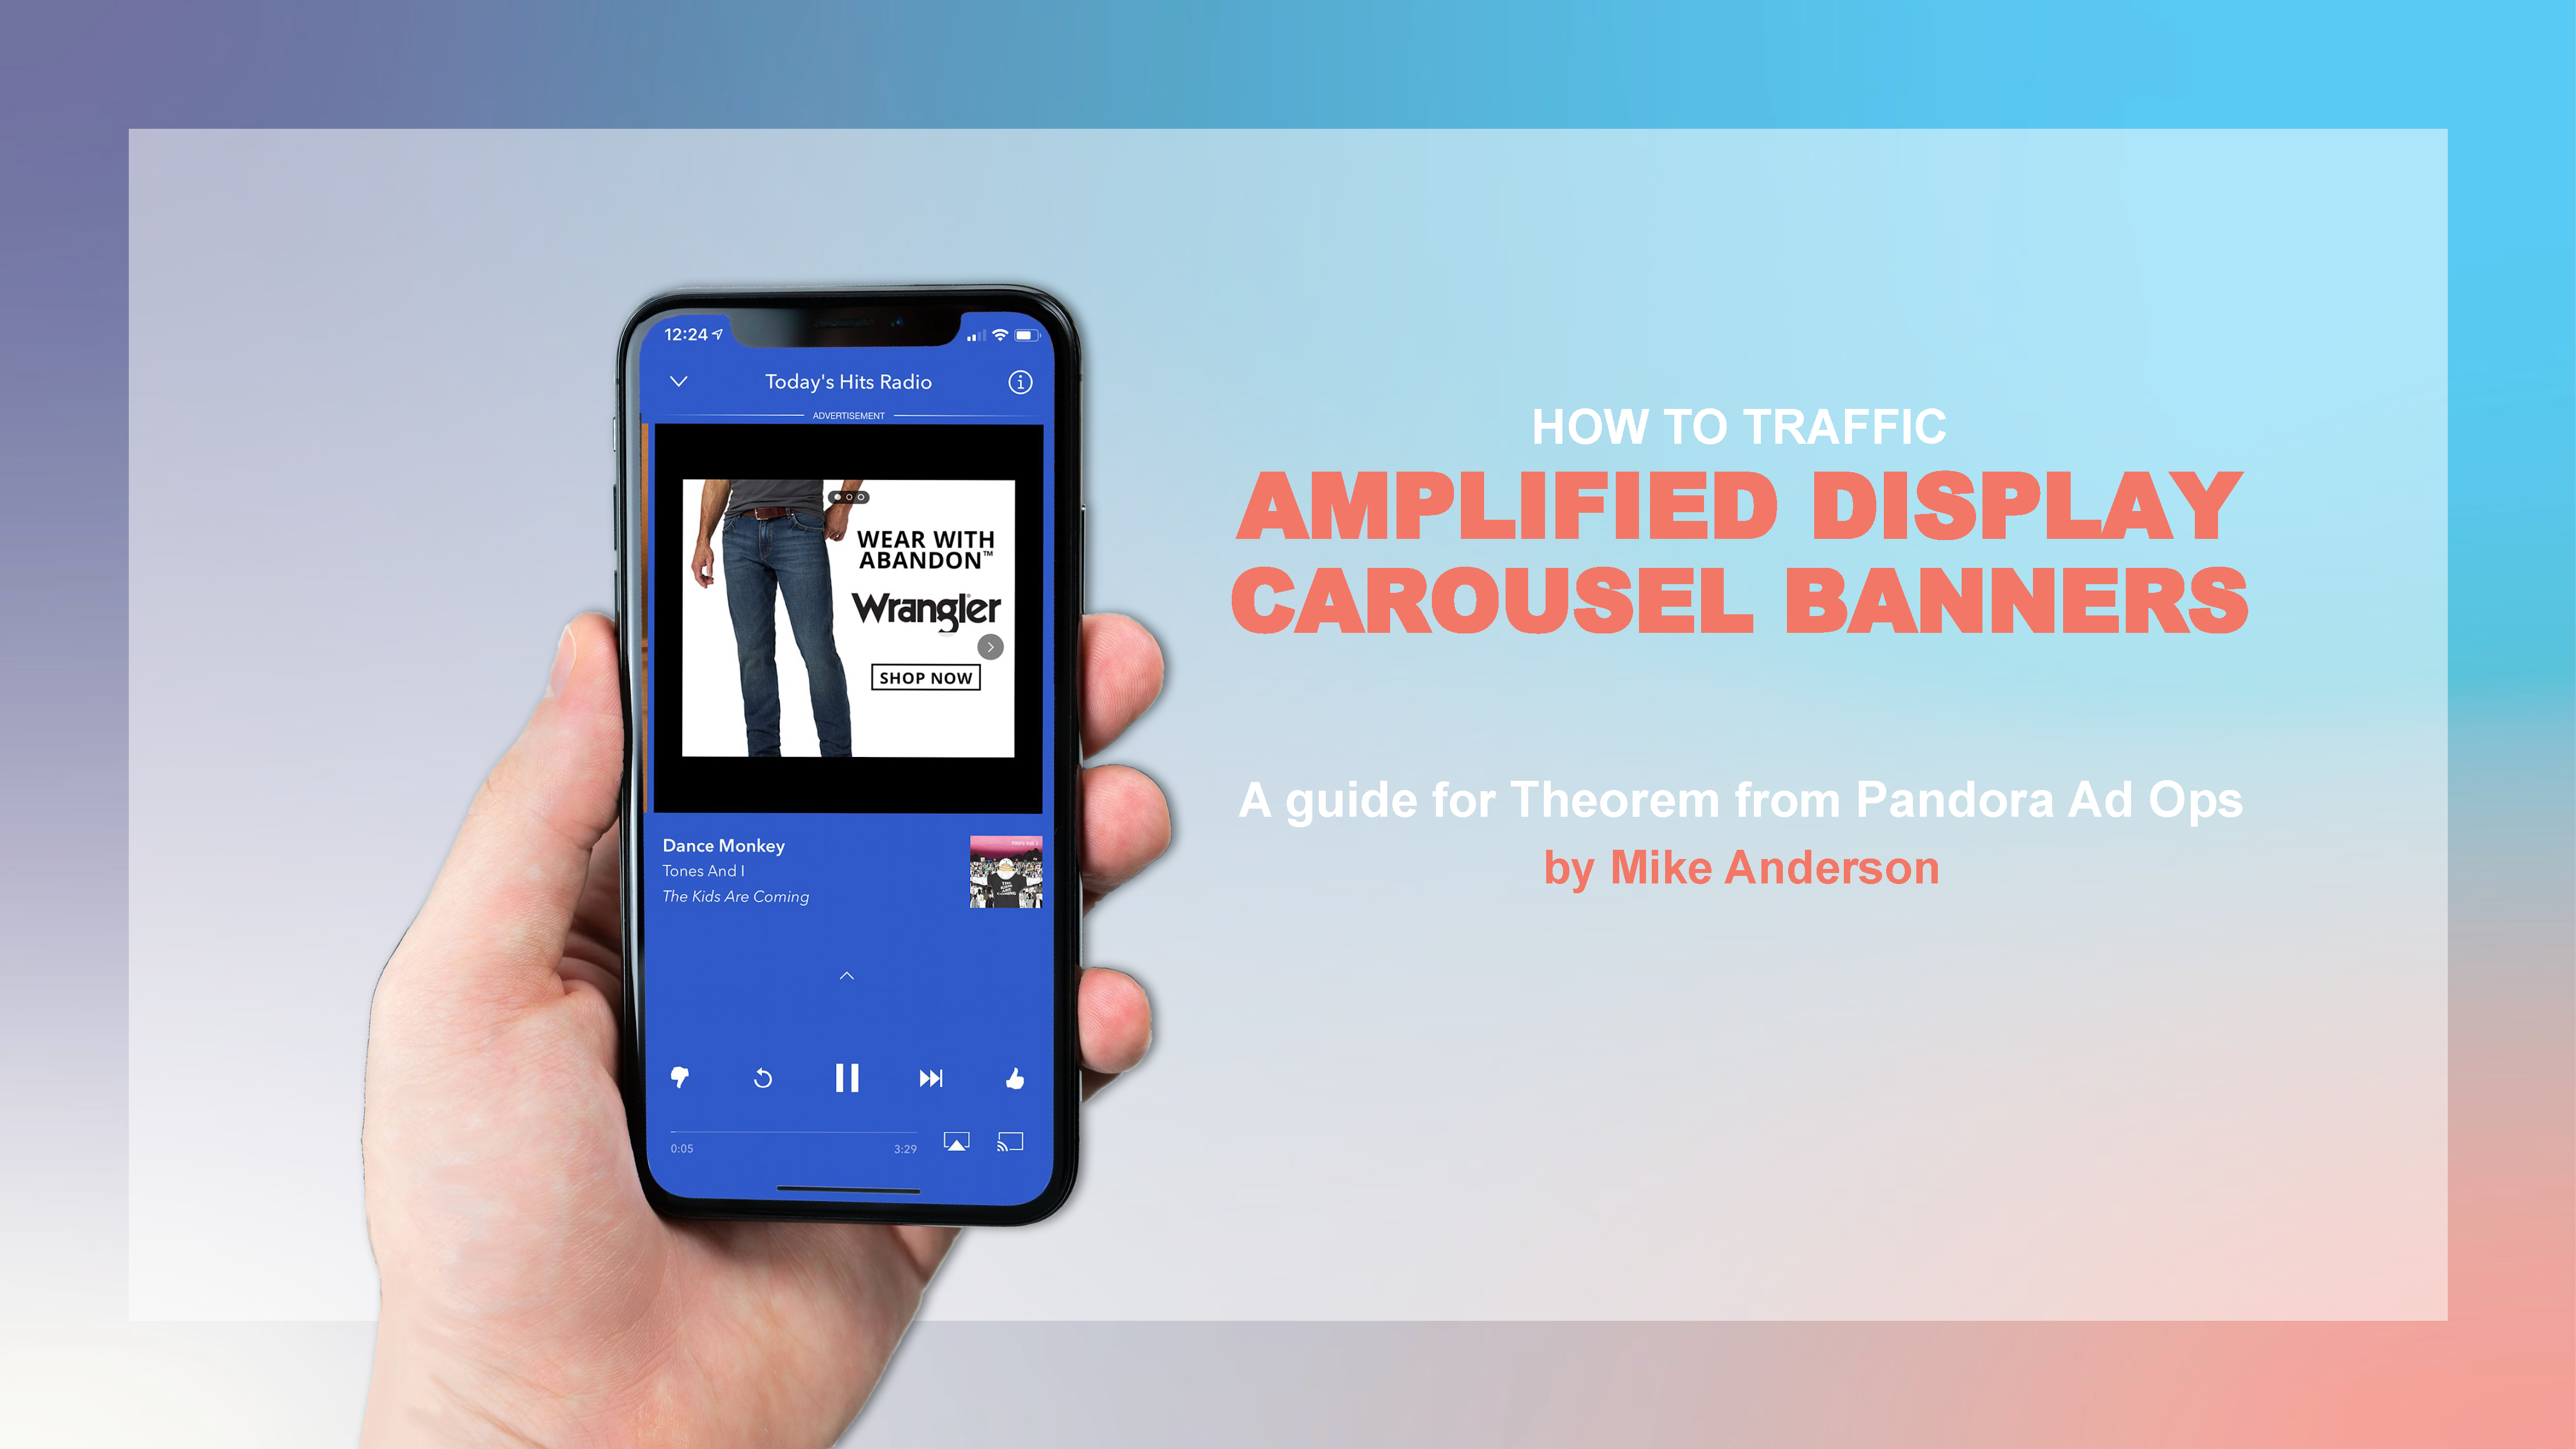 12:24
Today's Hits Radio
ADVERTISEMENT
WEAR WITH
ABANDON™
Wrangler
SHOP NOW
Dance Monkey
Tones And I
The Kids Are Coming
0:05
3:29
HOW TO TRAFFIC
AMPLIFIED DISPLAY
CAROUSEL BANNERS
A guide for Theorem from Pandora Ad Ops
by Mike Anderson